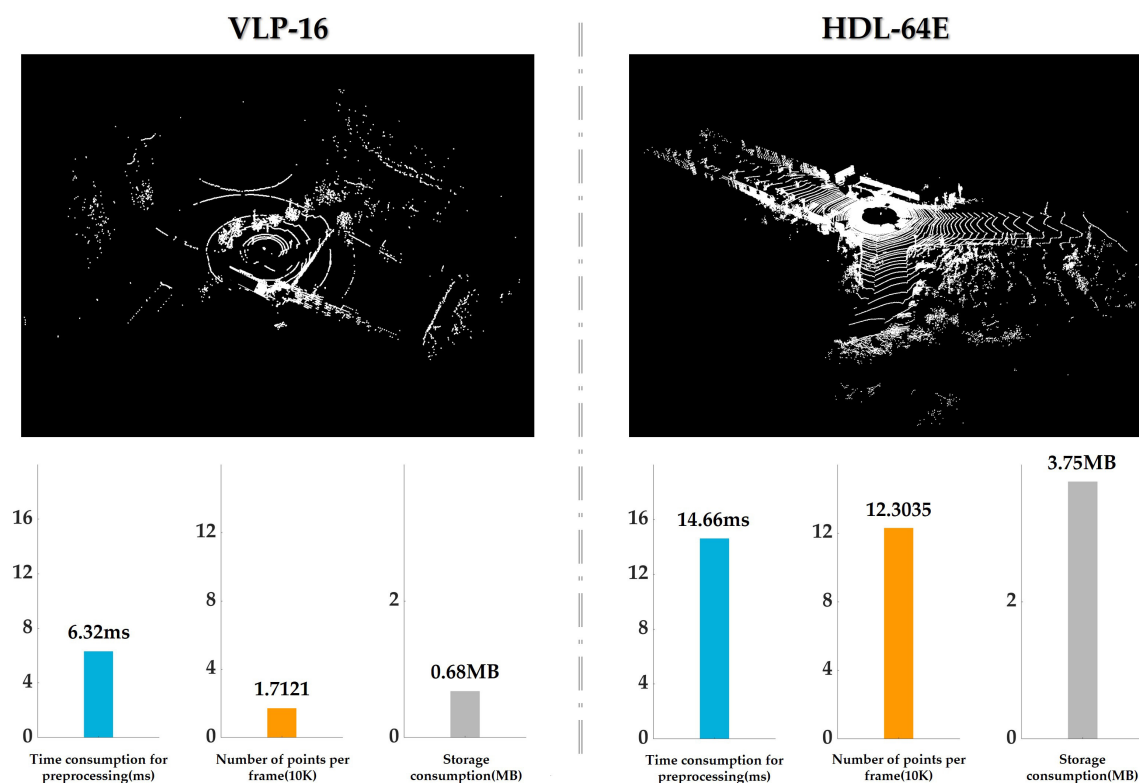 VLP-16
HDL-64E
16
12
8
4
0
6.32ms
Time consumption for
preprocessing(ms)
12
8
4
0
1.7121
Number of points per
frame(10K)
2
0
0.68MB
Storage
consumption(MB)
16
12
8
4
0
14.66ms
Time consumption for
preprocessing(ms)
12
8
4
0
12.3035
Number of points per
frame(10K)
2
0
3.75MB
Storage
consumption(MB)